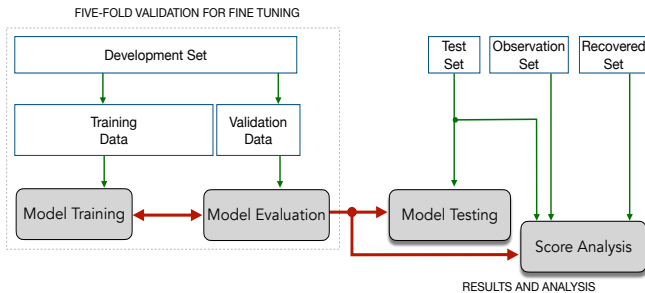 FIVE-FOLD VALIDATION FOR FINE TUNING
Development Set
Training
Data
Validation
Data
Model Training
Model Evaluation
Test
Set
Observation
Set
Recovered
Set
Model Testing
Score Analysis
RESULTS AND ANALYSIS